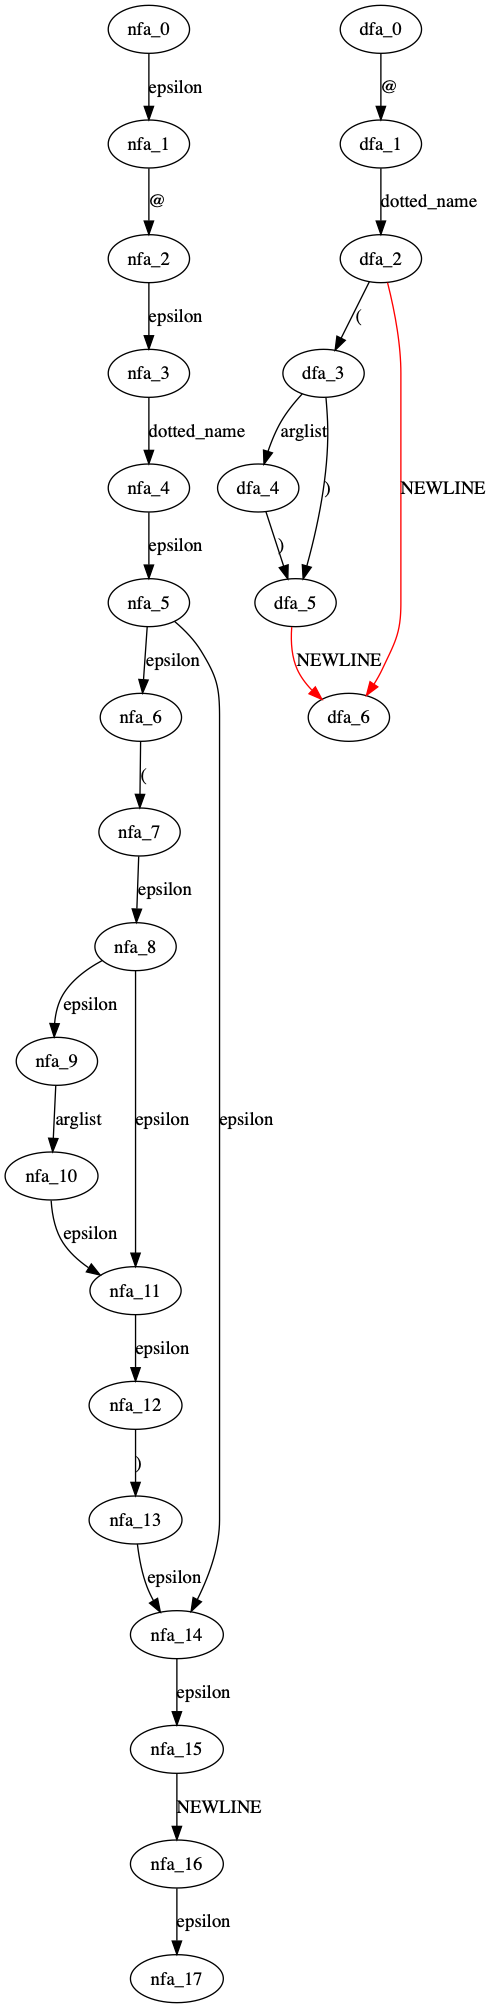 nfa_0
epsilon
nfa_1
@
nfa_2
epsilon
nfa_3
dotted_name
nfa_4
epsilon
nfa_5
epsilon
nfa_6
(
nfa_7
epsilon
nfa_8
epsilon
nfa_9
arglist
epsilon
epsilon
nfa_10
epsilon
nfa_11
epsilon
nfa_12
)
nfa_13
epsilon
nfa_14
epsilon
nfa_15
NEWLINE
nfa_16
epsilon
nfa_17
dfa_0
@
dfa_1
dotted_name
dfa_2
(
dfa_3
arglist
)
NEWLINE
dfa_4
)
dfa_5
NEWLINE
dfa_6